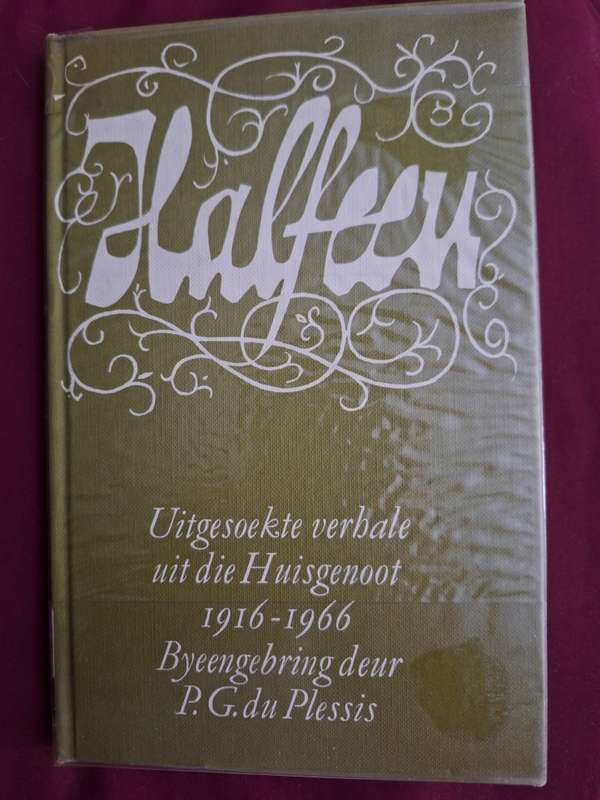 Halfeeu
Uitgesoekte verhale
uit die Huisgenoot
1916-1966
Byeengebring deur
P. G. du Plessis